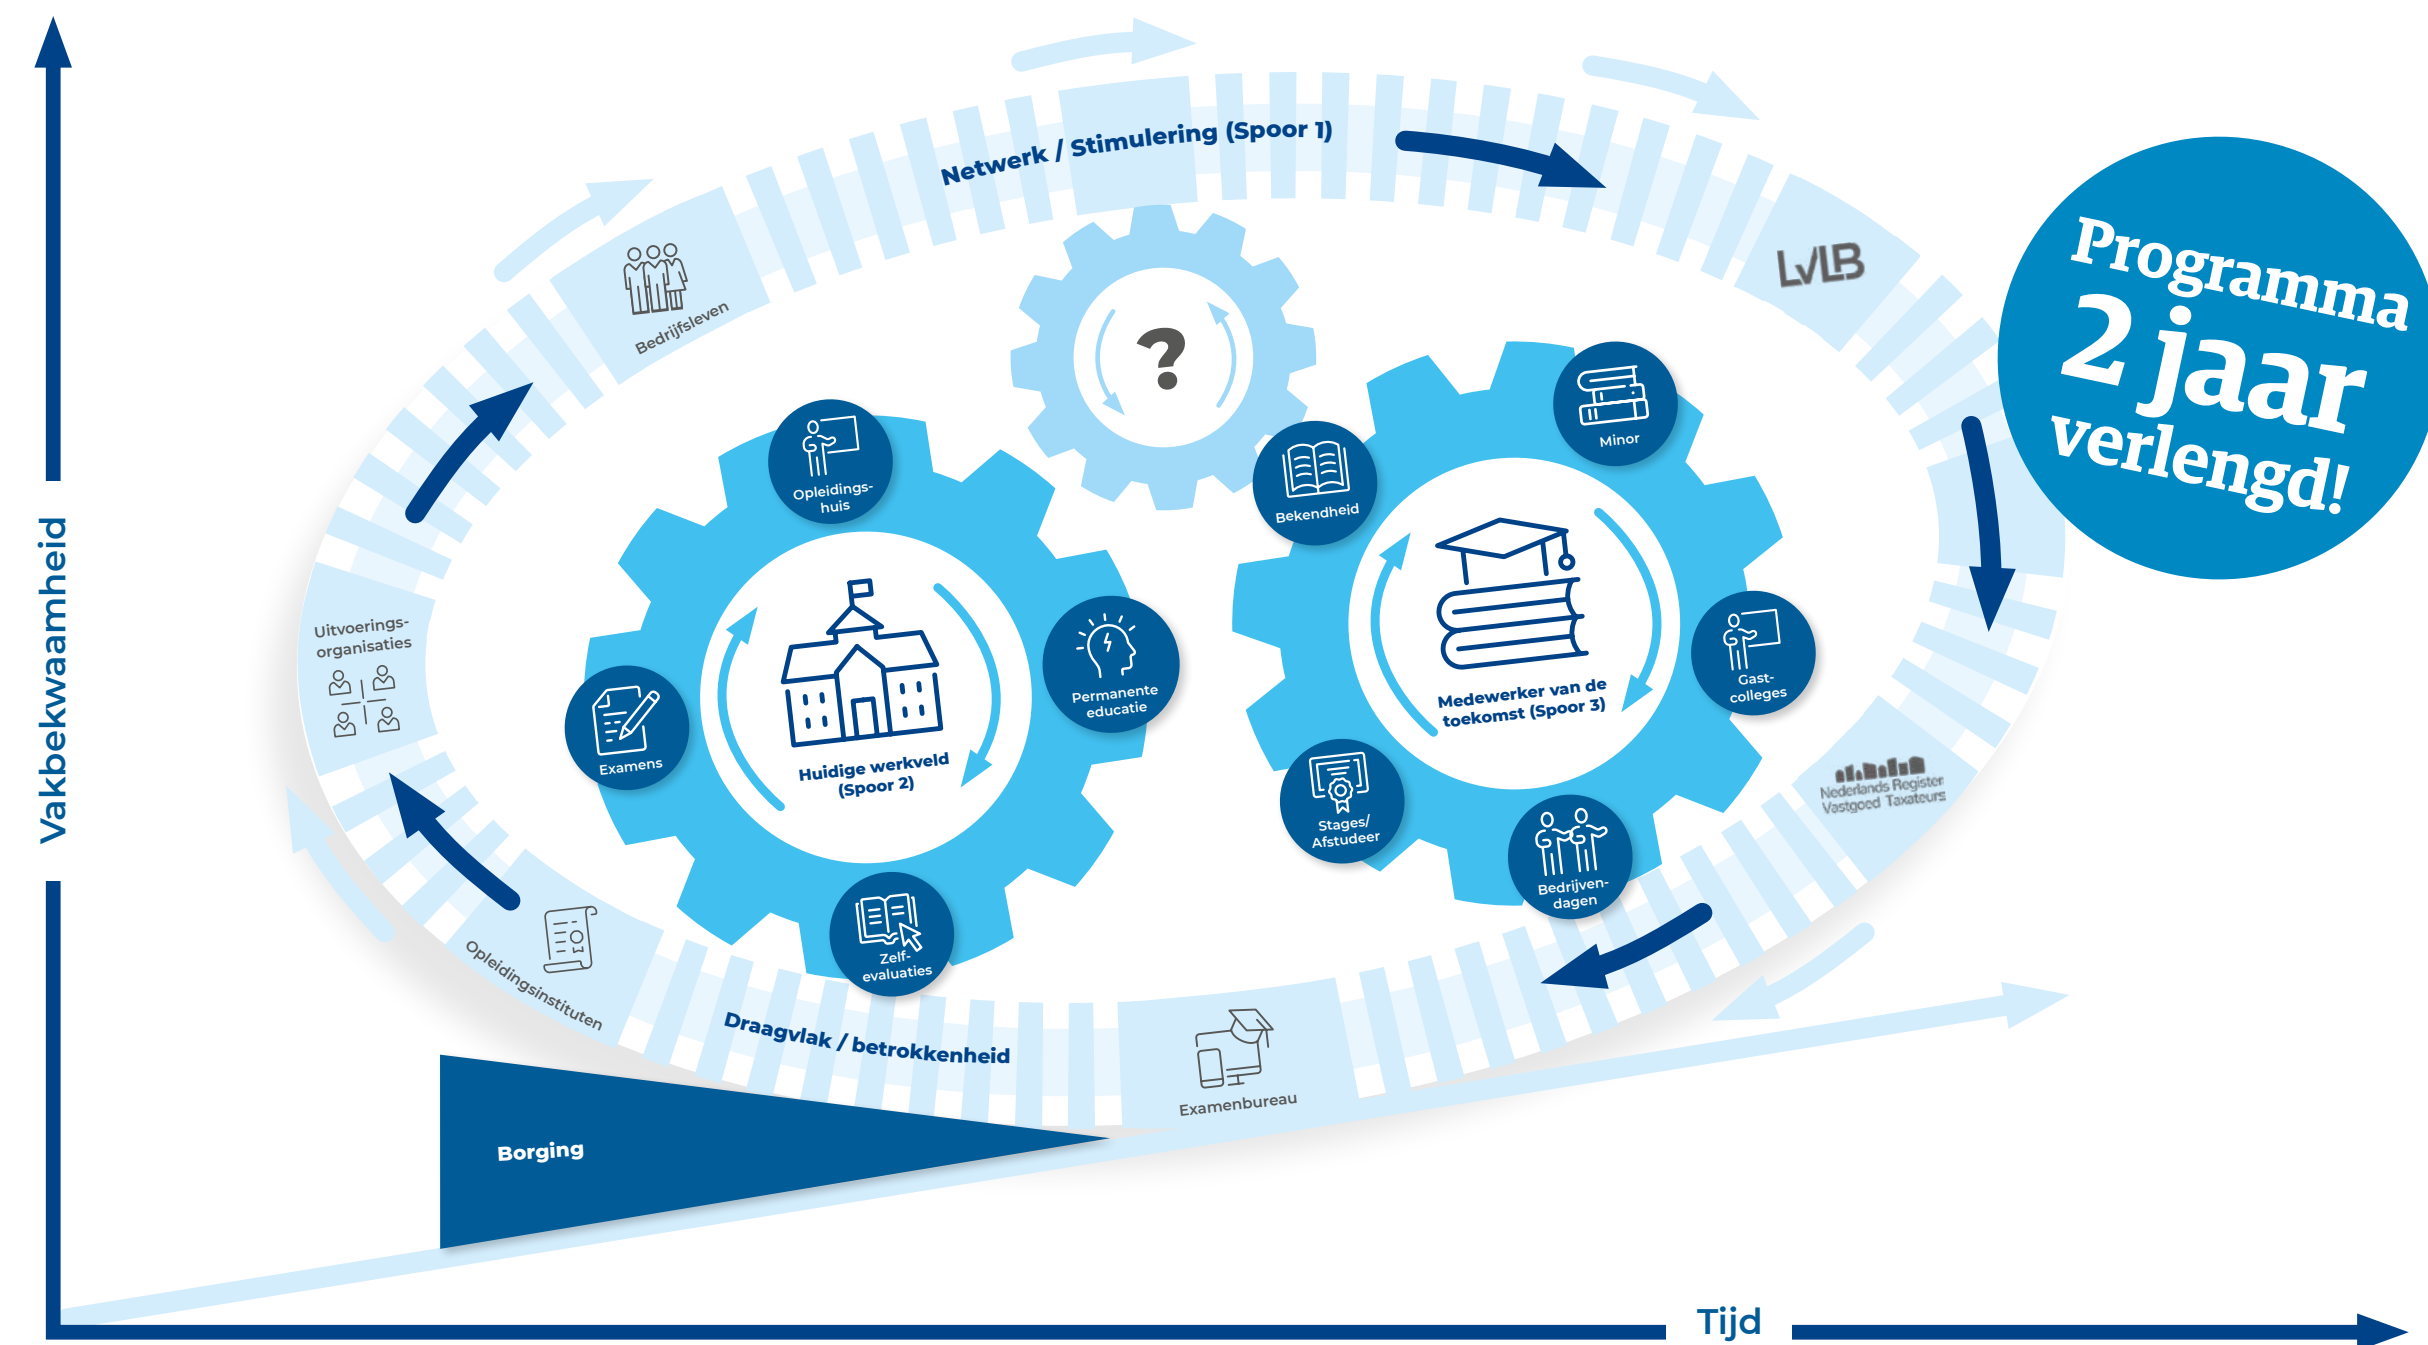 Netwerk / Stimulering (Spoor 1)
Programma
2 jaar
verlengd!
LVLB
Bedrijfsleven
?
Minor
Opleidings-
huis
Bekendheid
Vakbekwaamheid
Uitvoerings-
organisaties
Permanente
educatie
Gast-
colleges
Medewerker van de
toekomst (Spoor 3)
Examens
Huidige werkveld
(Spoor 2)
Nederlands Register
Vastgoed Taxateurs
Stages/
Afstudeer
Bedrijven-
dagen
Zelf-
evaluaties
Opleidingsinstituten
Draagvlak / betrokkenheid
Examenbureau
Borging
Tijd